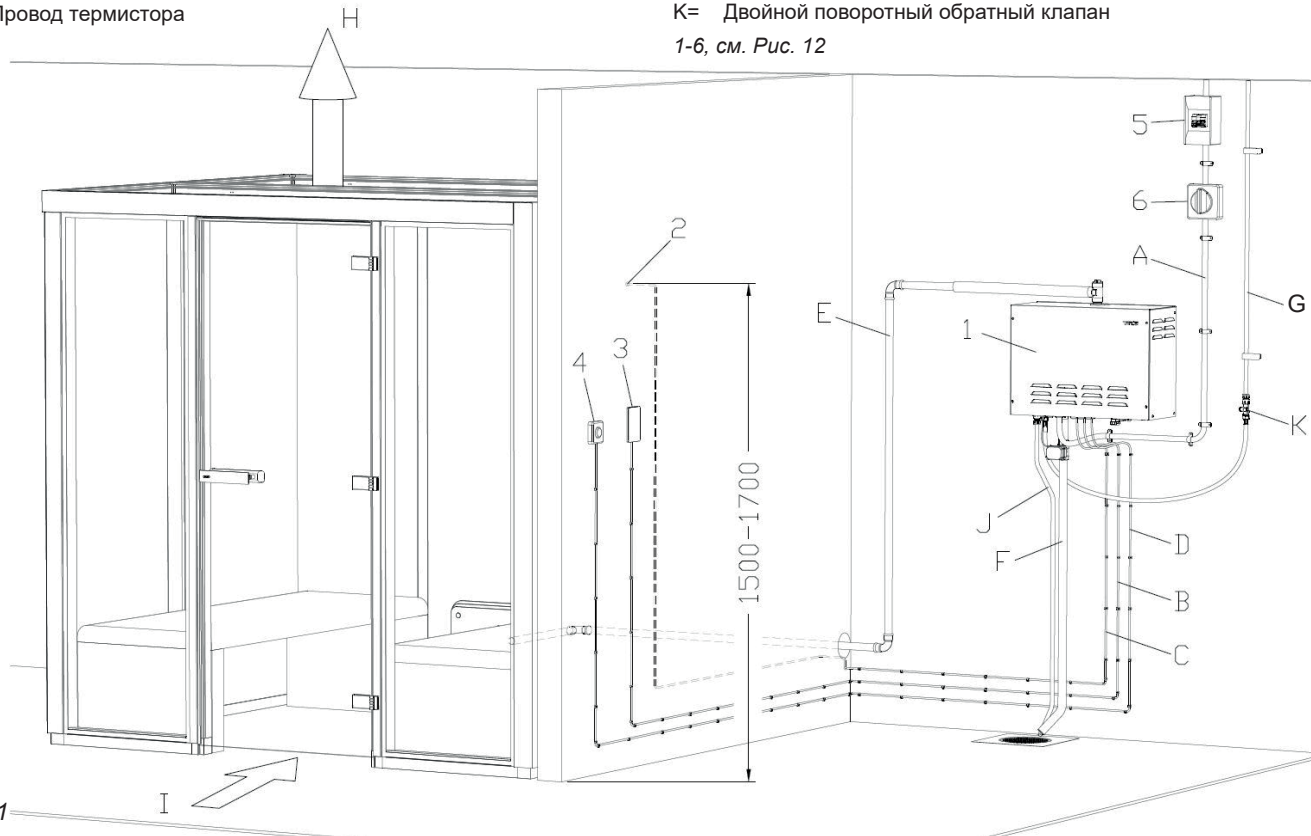 Провод термистора
K= Двойной поворотный обратный клапан
1-6, см. Рис. 12
H
5
6
2
A
G
E
1
3
4
K
J
D
F
1500-1700
B
C
I
1